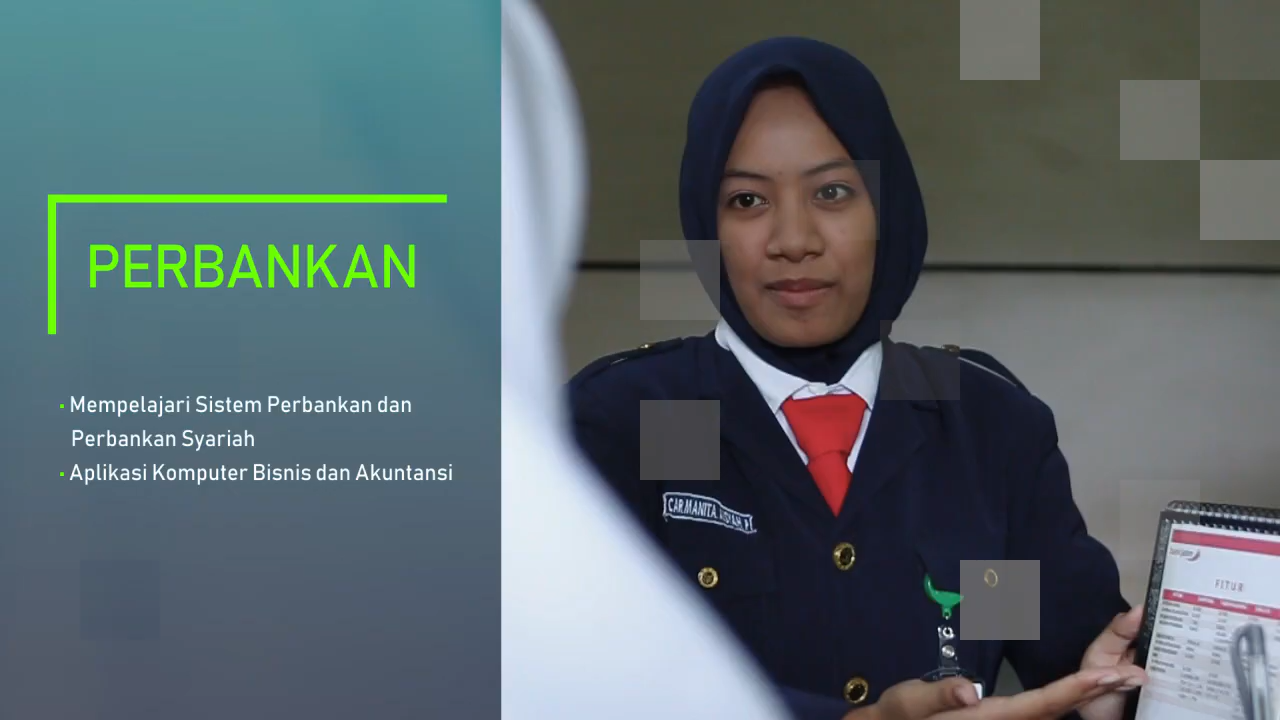 PERBANKAN
▪ Mempelajari Sistem Perbankan dan
Perbankan Syariah
▪ Aplikasi Komputer Bisnis dan Akuntansi
CARMANITA
FITUR